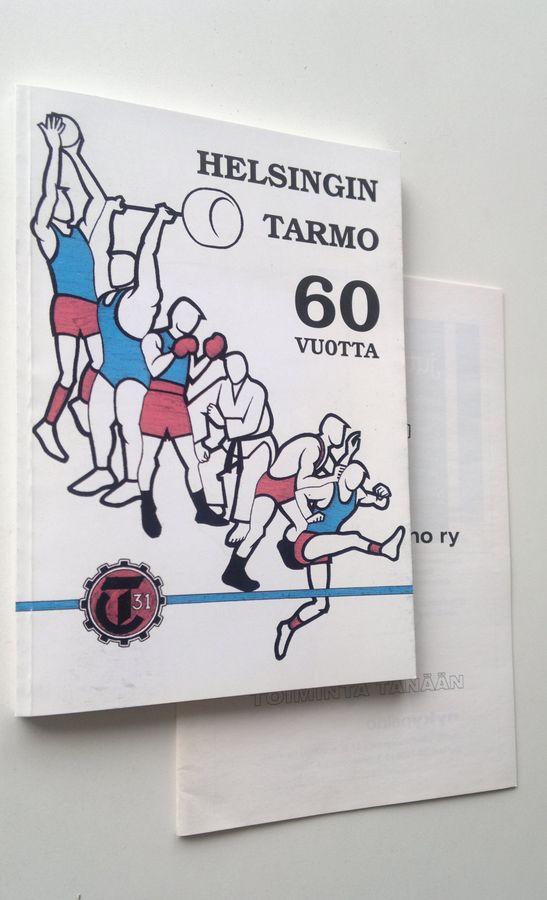 HELSINGIN
TARMO
60
VUOTTA
T
31
no ry
TOIMINTA TÄNÄÄN